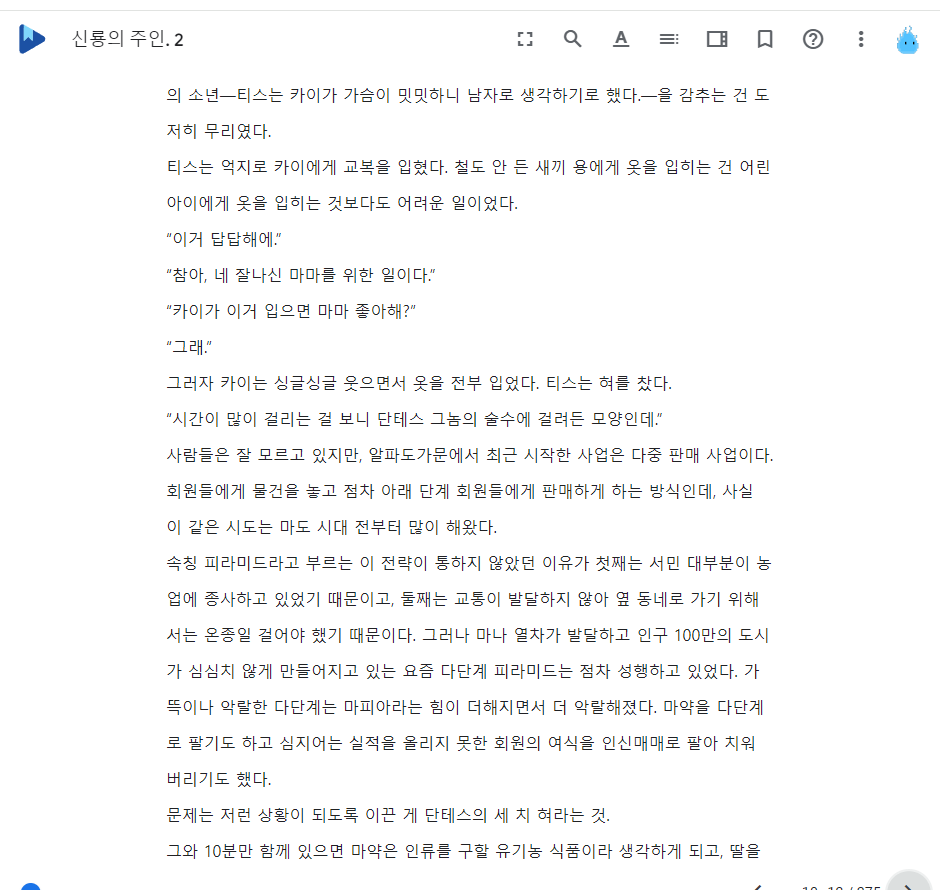 신룡의 주인. 2
의 소년—티스는 카이가 가슴이 밋밋하니 남자로 생각하기로 했다.—을 감추는 건 도
저히 무리였다.
티스는 억지로 카이에게 교복을 입혔다. 철도 안 든 새끼 용에게 옷을 입히는 건 어린
아이에게 옷을 입히는 것보다도 어려운 일이었다.
“이거 답답해에.”
“참아, 네 잘나신 마마를 위한 일이다.”
“카이가 이거 입으면 마마 좋아해?”
“그래.”
그러자 카이는 싱글싱글 웃으면서 옷을 전부 입었다. 티스는 혀를 찼다.
“시간이 많이 걸리는 걸 보니 단테스 그놈의 술수에 걸려든 모양인데.”
사람들은 잘 모르고 있지만, 알파도가문에서 최근 시작한 사업은 다중 판매 사업이다.
회원들에게 물건을 놓고 점차 아래 단계 회원들에게 판매하게 하는 방식인데, 사실
이 같은 시도는 마도 시대 전부터 많이 해왔다.
속칭 피라미드라고 부르는 이 전략이 통하지 않았던 이유가 첫째는 서민 대부분이 농
업에 종사하고 있었기 때문이고, 둘째는 교통이 발달하지 않아 옆 동네로 가기 위해
서는 온종일 걸어야 했기 때문이다. 그러나 마나 열차가 발달하고 인구 100만의 도시
가 심심치 않게 만들어지고 있는 요즘 다단계 피라미드는 점차 성행하고 있었다. 가
뜩이나 악랄한 다단계는 마피아라는 힘이 더해지면서 더 악랄해졌다. 마약을 다단계
로 팔기도 하고 심지어는 실적을 올리지 못한 회원의 여식을 인신매매로 팔아 치워
버리기도 했다.
문제는 저런 상황이 되도록 이끈 게 단테스의 세 치 혀라는 것.
그와 10분만 함께 있으면 마약은 인류를 구할 유기농 식품이라 생각하게 되고, 딸을